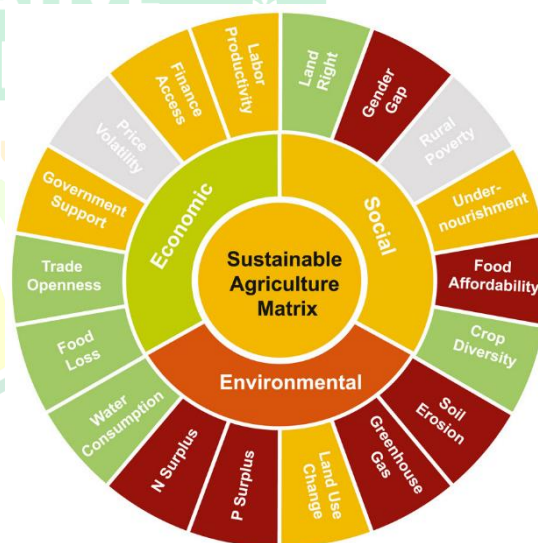 Sustainable
Agriculture
Matrix
Economic
Social
Environmental
Land
Right
Gender
Gap
Rural
Poverty
Under-
nourishment
Food
Affordability
Crop
Diversity
Soil
Erosion
Greenhouse
Gas
Land Use
Change
P Surplus
N Surplus
Water
Consumption
Food
Loss
Trade
Openness
Government
Support
Price
Volatility
Finance
Access
Labor
Productivity